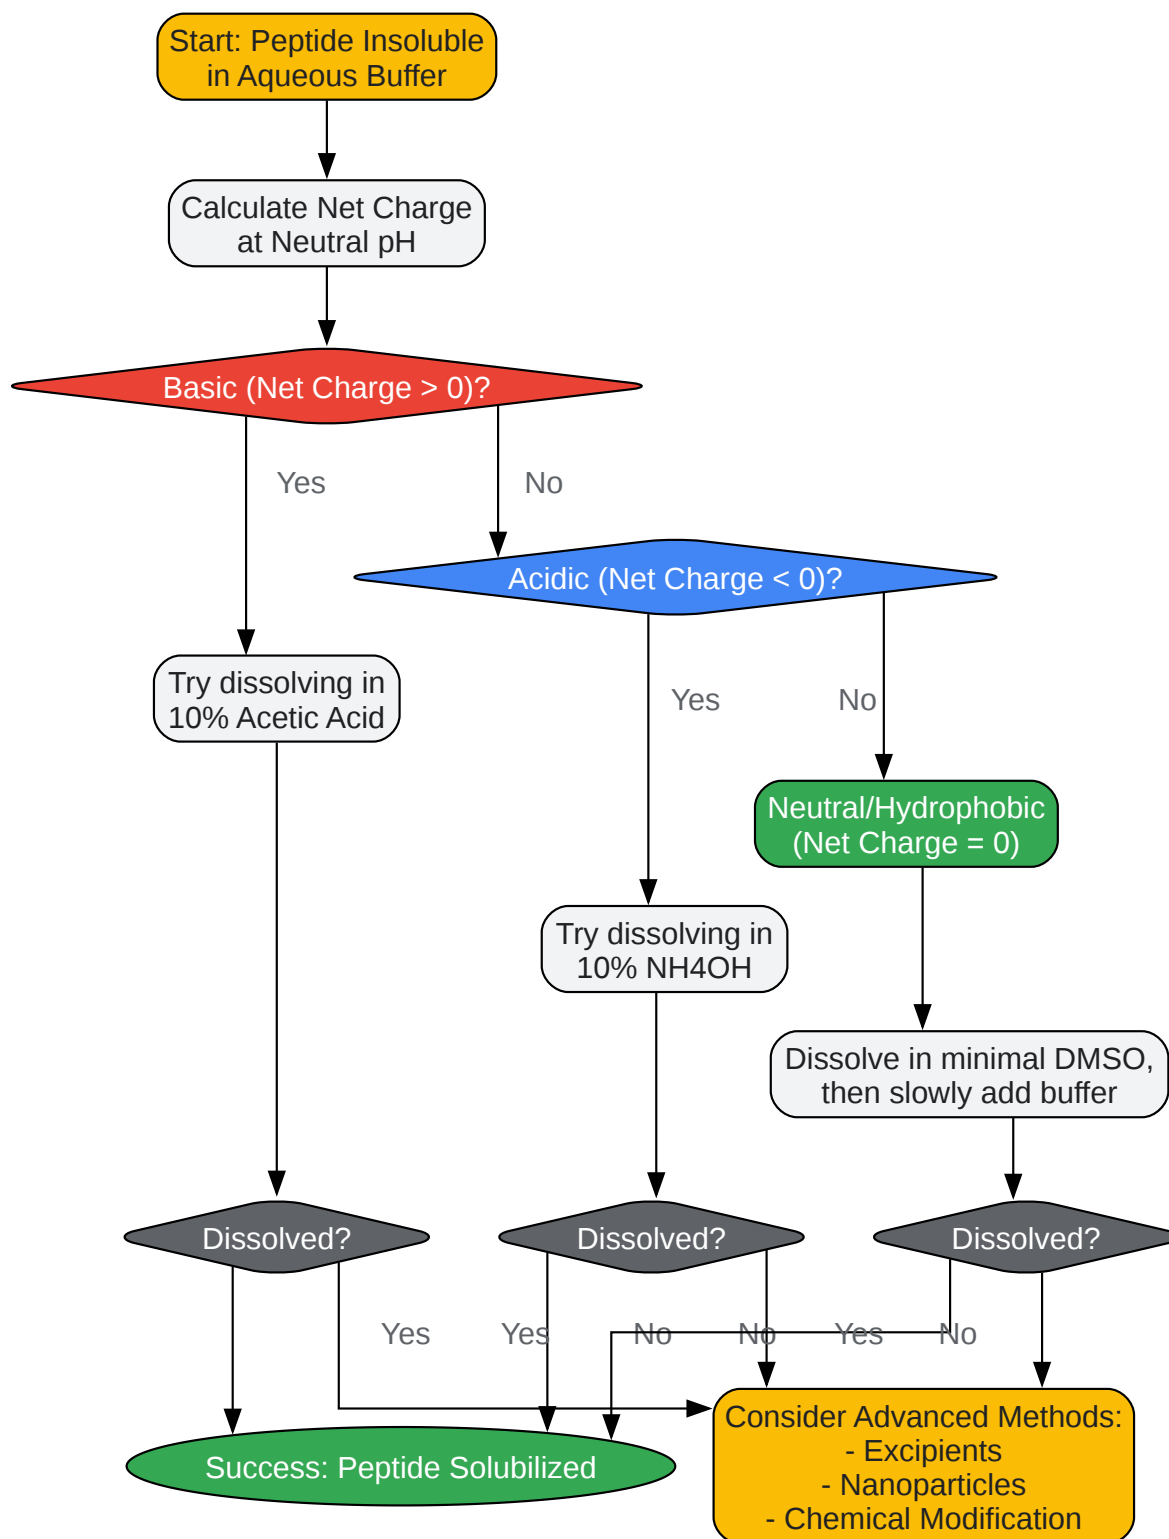 Start: Peptide Insoluble
in Aqueous Buffer
Calculate Net Charge
at Neutral pH
Basic (Net Charge > 0)?
Yes
No
Acidic (Net Charge < 0)?
Try dissolving in
10% Acetic Acid
Yes
No
Neutral/Hydrophobic
(Net Charge = 0)
Try dissolving in
10% NH4OH
Dissolve in minimal DMSO,
then slowly add buffer
Dissolved?
Dissolved?
Dissolved?
Yes
Yes
No
No
Yes
No
Success: Peptide Solubilized
Consider Advanced Methods:
- Excipients
- Nanoparticles
- Chemical Modification